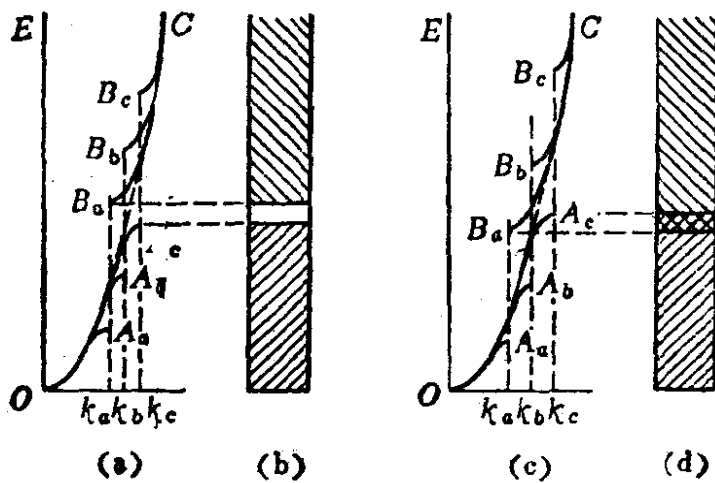 E C E C
B_c B_c
B_b B_b
B_a B_a A_c
c
A_b
A_a A_a
O O
k_a k_b k_c k_a k_b k_c
(a) (b) (c) (d)